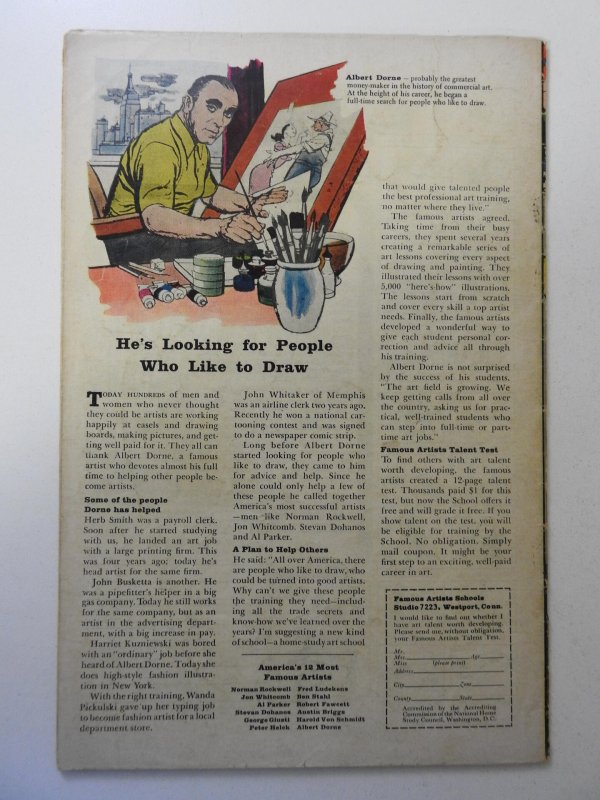 Albert Dorne – probably the greatest
money-maker in the history of commercial art.
At the height of his career, he began a
full-time search for people who like to draw.
He's Looking for People
Who Like to Draw
TODAY HUNDREDS of men and
women who never thought
they could be artists are working
happily at easels and drawing
boards, making pictures, and get-
ting well paid for it. They all can
thank Albert Dorne, a famous
artist who devotes almost his full
time to helping other people be-
come artists.
Some of the people
Dorne has helped
Herb Smith was a payroll clerk.
Soon after he started studying
with us, he landed an art job
with a large printing firm. This
was four years ago; today he's
head artist for the same firm.
John Busketta is another. He
was a pipefitter's helper in a big
gas company. Today he still works
for the same company, but as an
artist in the advertising depart-
ment, with a big increase in pay.
Harriet Kuzniewski was bored
with an "ordinary" job before she
heard of Albert Dorne. Today she
does high-style fashion illustra-
tion in New York.
With the right training, Wanda
Pickulski gave up her typing job
to become fashion artist for a local
department store.
John Whitaker of Memphis
was an airline clerk two years ago.
Recently he won a national car-
tooning contest and was signed
to do a newspaper comic strip.
Long before Albert Dorne
started looking for people who
like to draw, they came to him
for advice and help. Since he
alone could help only a few of
these people he called together
America's most successful artists
—men like Norman Rockwell,
Jon Whitcomb, Stevan Dohanos
and Al Parker.
A Plan to Help Others
He said: "All over America, there
are people who like to draw, who
could be turned into good artists.
Why can't we give these people
the training they need—includ-
ing all the trade secrets and
know-how we've learned over the
years? I'm suggesting a new kind
of school—a home-study art school
America's 12 Most
Famous Artists
Norman Rockwell Fred Ludekens
Jon Whitcomb Ben Stahl
Al Parker Robert Fawcett
Stevan Dohanos Austin Briggs
George Giusti Harold Von Schmidt
Peter Helck Albert Dorne
that would give talented people
the best professional art training,
no matter where they live."
The famous artists agreed.
Taking time from their busy
careers, they spent several years
creating a remarkable series of
art lessons covering every aspect
of drawing and painting. They
illustrated their lessons with over
5,000 "here's-how" illustrations.
The lessons start from scratch
and cover every skill a top artist
needs. Finally, the famous artists
developed a wonderful way to
give each student personal cor-
rection and advice all through
his training.
Albert Dorne is not surprised
by the success of his students.
"The art field is growing. We
keep getting calls from all over
the country, asking us for prac-
tical, well-trained students who
can step into full-time or part-
time art jobs."
Famous Artists Talent Test
To find others with art talent
worth developing, the famous
artists created a 12-page talent
test. Thousands paid $1 for this
test, but now the School offers it
free and will grade it free. If you
show talent on the test, you will
be eligible for training by the
School. No obligation. Simply
mail coupon. It might be your
first step to an exciting, well-paid
career in art.
Famous Artists Schools
Studio 7223, Westport, Conn.
I would like to find out whether I
have art talent worth developing.
Please send me, without obligation,
your Famous Artists Talent Test.
Mr.
Mrs. Age
Miss (please print)
Address
City Zone
County State
Accredited by the Accrediting
Commission of the National Home
Study Council, Washington, D.C.